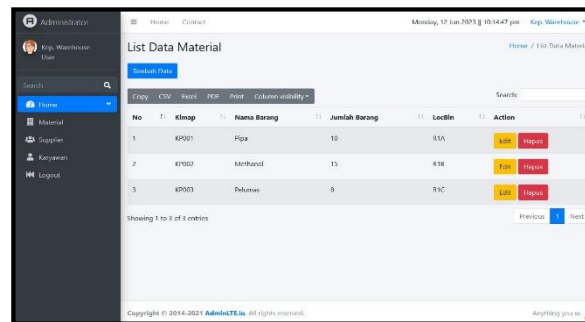 Administrator
Home Contact
Monday, 12 Jun 2023 || 10:14:47 pm Kep. Warehouse
Kep. Warehouse
User
List Data Material
Home / List Data Materia
Tambah Data
Search
Copy CSV Excel PDF Print Column visibility
Search:
Home
Material
Supplier
Karyawan
Logout
No Kimap Nama Barang Jumlah Barang LocBin Action
1 KP001 Pipa 10 R1A Edit Hapus
2 KP002 Methanol 15 R1B Edit Hapus
3 KP003 Pelumas 8 R1C Edit Hapus
Showing 1 to 3 of 3 entries
Previous 1 Next
Copyright © 2014-2021 AdminLTE.io. All rights reserved.
Anything you w